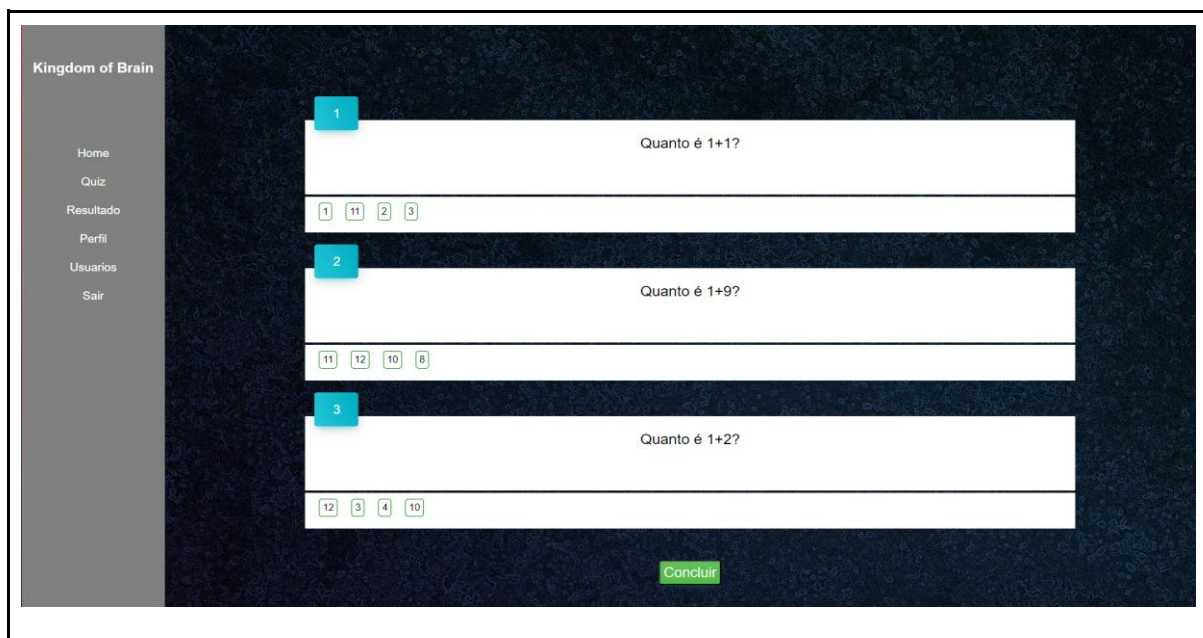 Kingdom of Brain
Home
Quiz
Resultado
Perfil
Usuarios
Sair
1
Quanto é 1+1?
1 11 2 3
2
Quanto é 1+9?
11 12 10 8
3
Quanto é 1+2?
12 3 4 10
Concluir